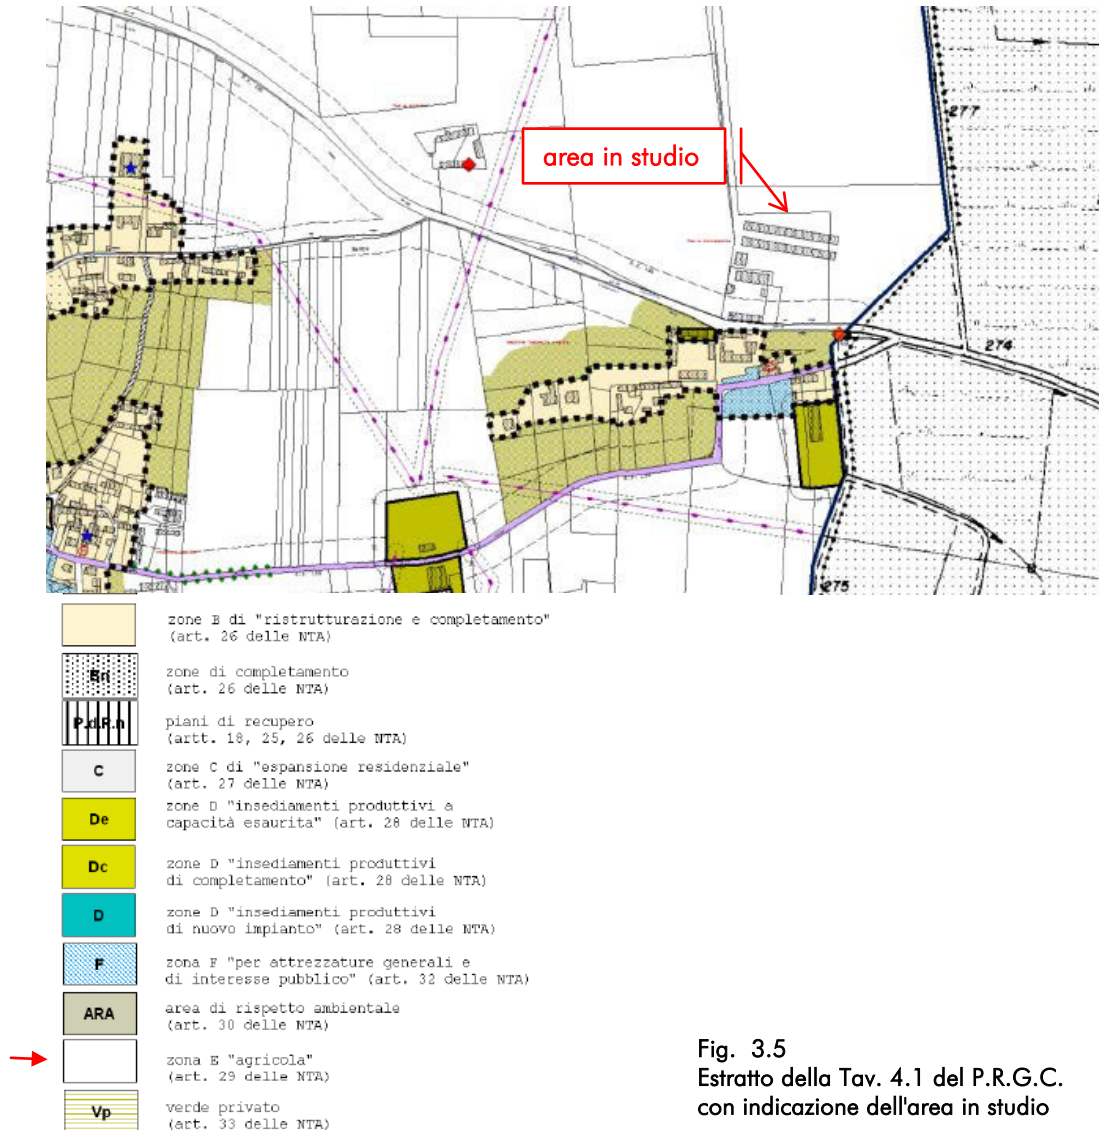 area in studio
277
274
275
zone B di "ristrutturazione e completamento"
(art. 26 delle NTA)
Bn
zone di completamento
(art. 26 delle NTA)
P.d.R.n
piani di recupero
(artt. 18, 25, 26 delle NTA)
C
zone C di "espansione residenziale"
(art. 27 delle NTA)
De
zone D "insediamenti produttivi a
capacità esaurita" (art. 28 delle NTA)
Dc
zone D "insediamenti produttivi
di completamento" (art. 28 delle NTA)
D
zone D "insediamenti produttivi
di nuovo impianto" (art. 28 delle NTA)
F
zona F "per attrezzature generali e
di interesse pubblico" (art. 32 delle NTA)
ARA
area di rispetto ambientale
(art. 30 delle NTA)
zona E "agricola"
(art. 29 delle NTA)
Vp
verde privato
(art. 33 delle NTA)
Fig. 3.5
Estratto della Tav. 4.1 del P.R.G.C.
con indicazione dell'area in studio